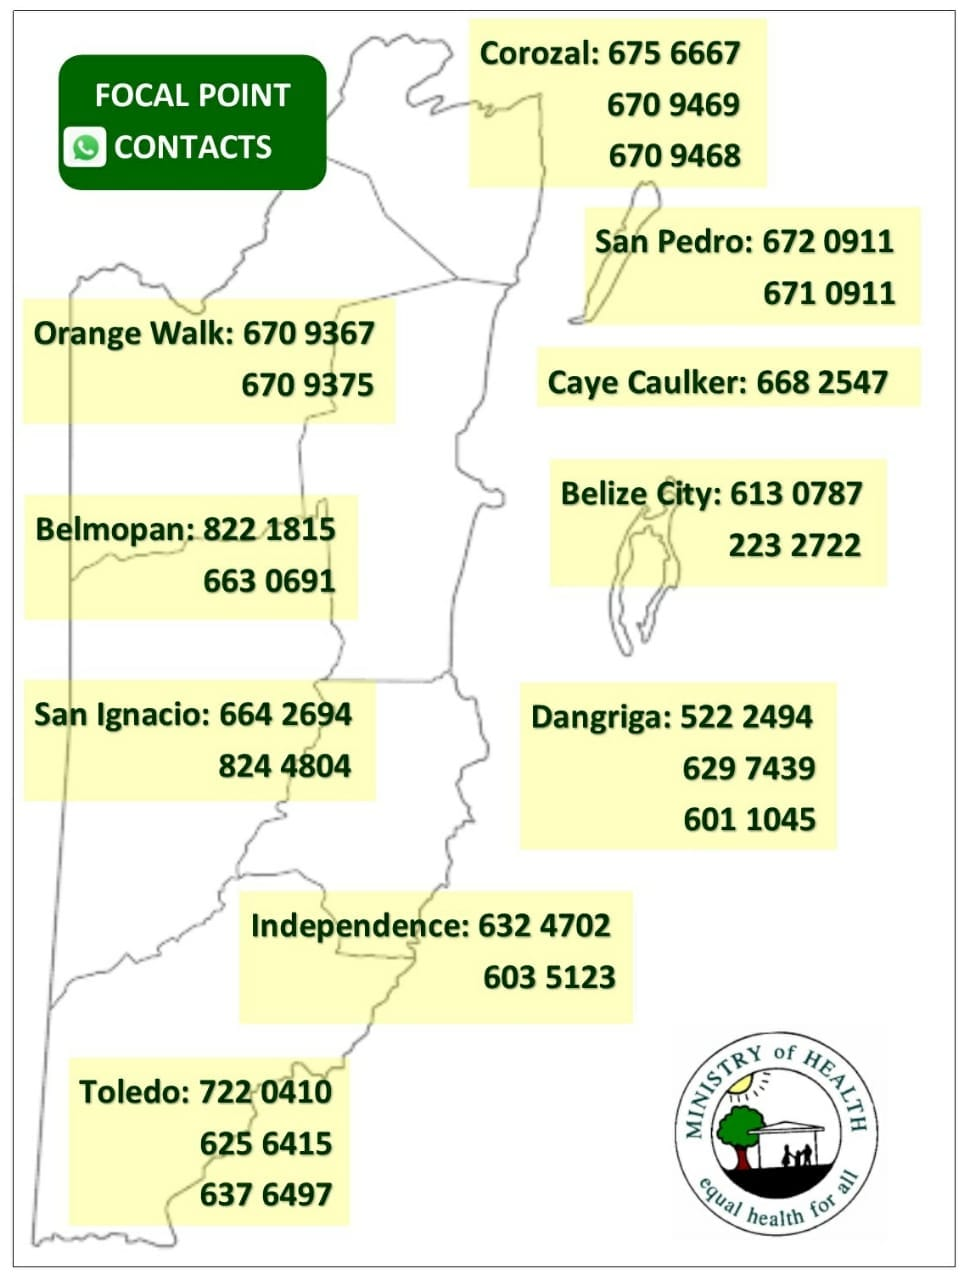 FOCAL POINT
CONTACTS
Corozal: 675 6667
670 9469
670 9468
San Pedro: 672 0911
671 0911
Orange Walk: 670 9367
670 9375
Caye Caulker: 668 2547
Belize City: 613 0787
223 2722
Belmopan: 822 1815
663 0691
San Ignacio: 664 2694
824 4804
Dangriga: 522 2494
629 7439
601 1045
Independence: 632 4702
603 5123
Toledo: 722 0410
625 6415
637 6497
MINISTRY of HEALTH
equal health for all